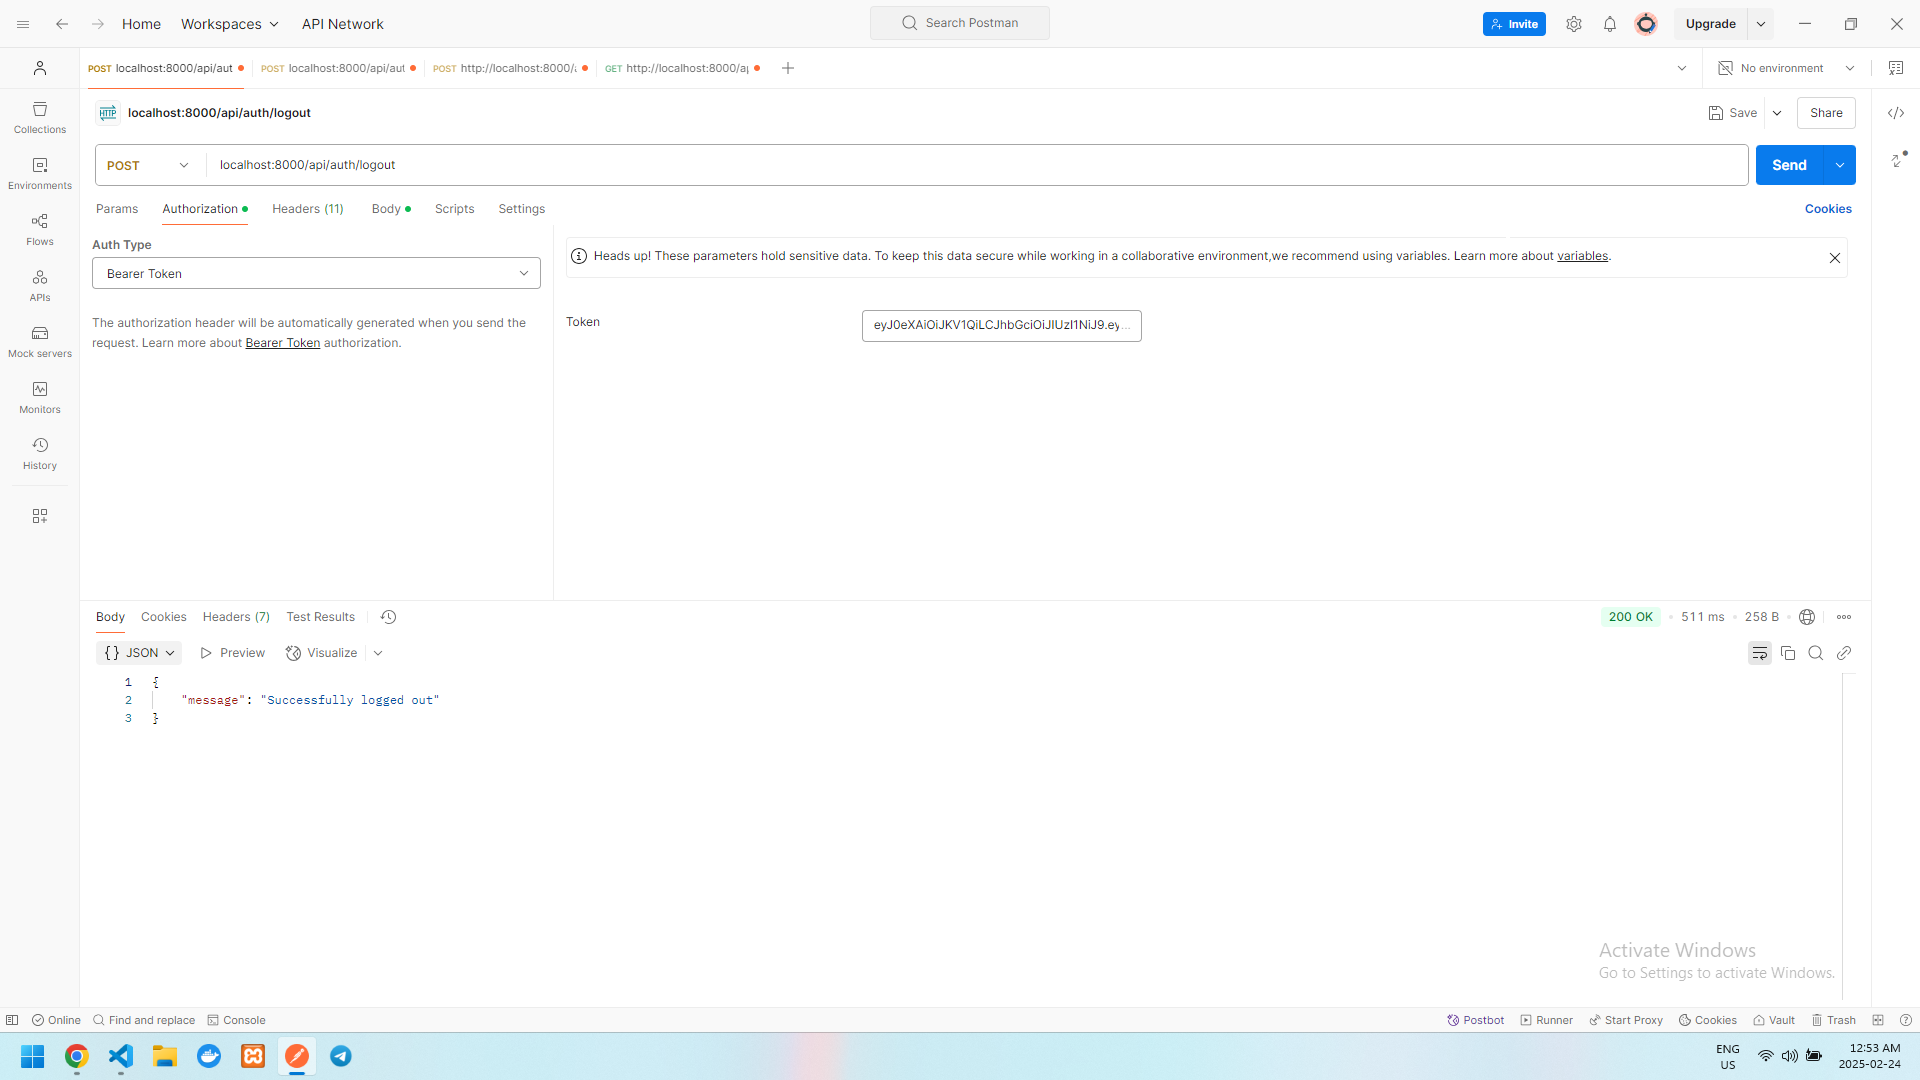 Home
Workspaces
API Network
Search Postman
Invite
Upgrade
POST localhost:8000/api/aut
POST localhost:8000/api/aut
POST http://localhost:8000/
GET http://localhost:8000/a
No environment
Collections
Environments
Flows
APIs
Mock servers
Monitors
History
HTTP
localhost:8000/api/auth/logout
Save
Share
POST
localhost:8000/api/auth/logout
Send
Params
Authorization
Headers (11)
Body
Scripts
Settings
Cookies
Auth Type
Bearer Token
The authorization header will be automatically generated when you send the
request. Learn more about Bearer Token authorization.
Heads up! These parameters hold sensitive data. To keep this data secure while working in a collaborative environment,we recommend using variables. Learn more about variables.
Token
eyJ0eXAiOiJKV1QiLCJhbGciOiJIUzI1NiJ9.ey...
Body
Cookies
Headers (7)
Test Results
200 OK
511 ms
258 B
{ } JSON
Preview
Visualize
1 {
2 "message": "Successfully logged out"
3 }
Activate Windows
Go to Settings to activate Windows.
Online
Find and replace
Console
Postbot
Runner
Start Proxy
Cookies
Vault
Trash
ENG
US
12:53 AM
2025-02-24